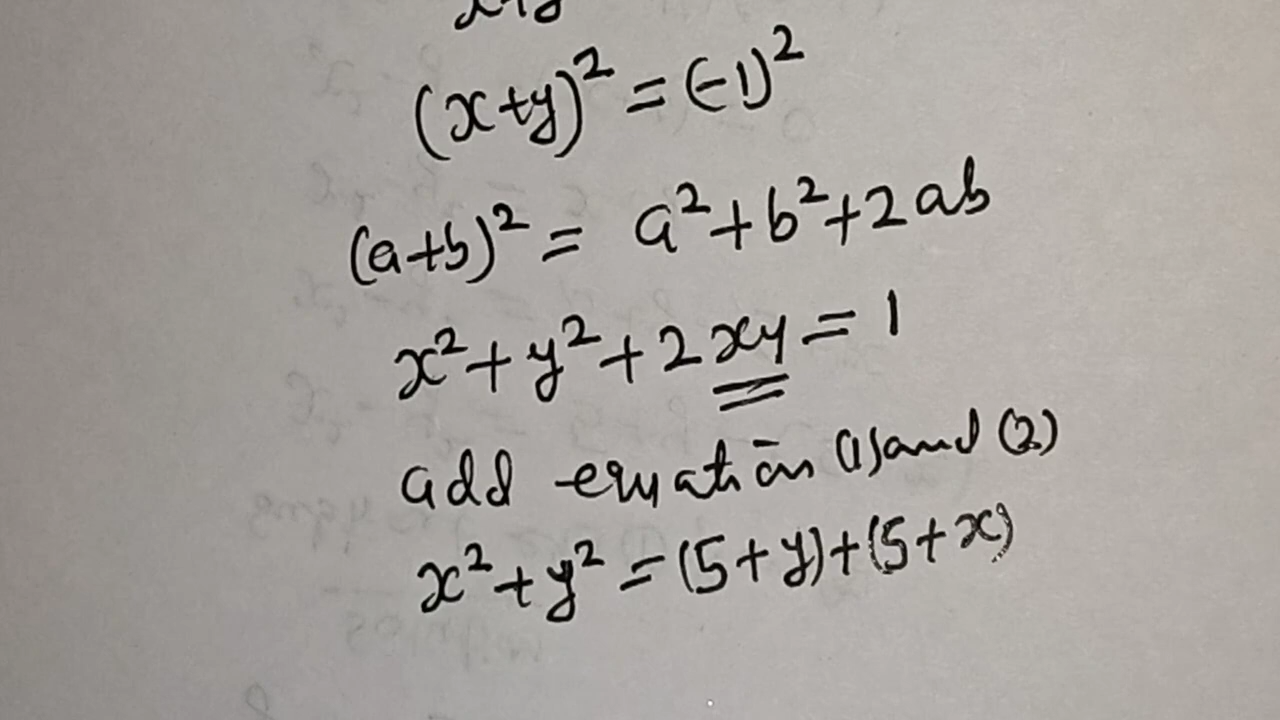 (x+y)² = (-1)²
(a+b)² = a²+b²+2ab
x²+y²+2xy = 1
add equation (1) and (2)
x²+y² = (5+y)+(5+x)